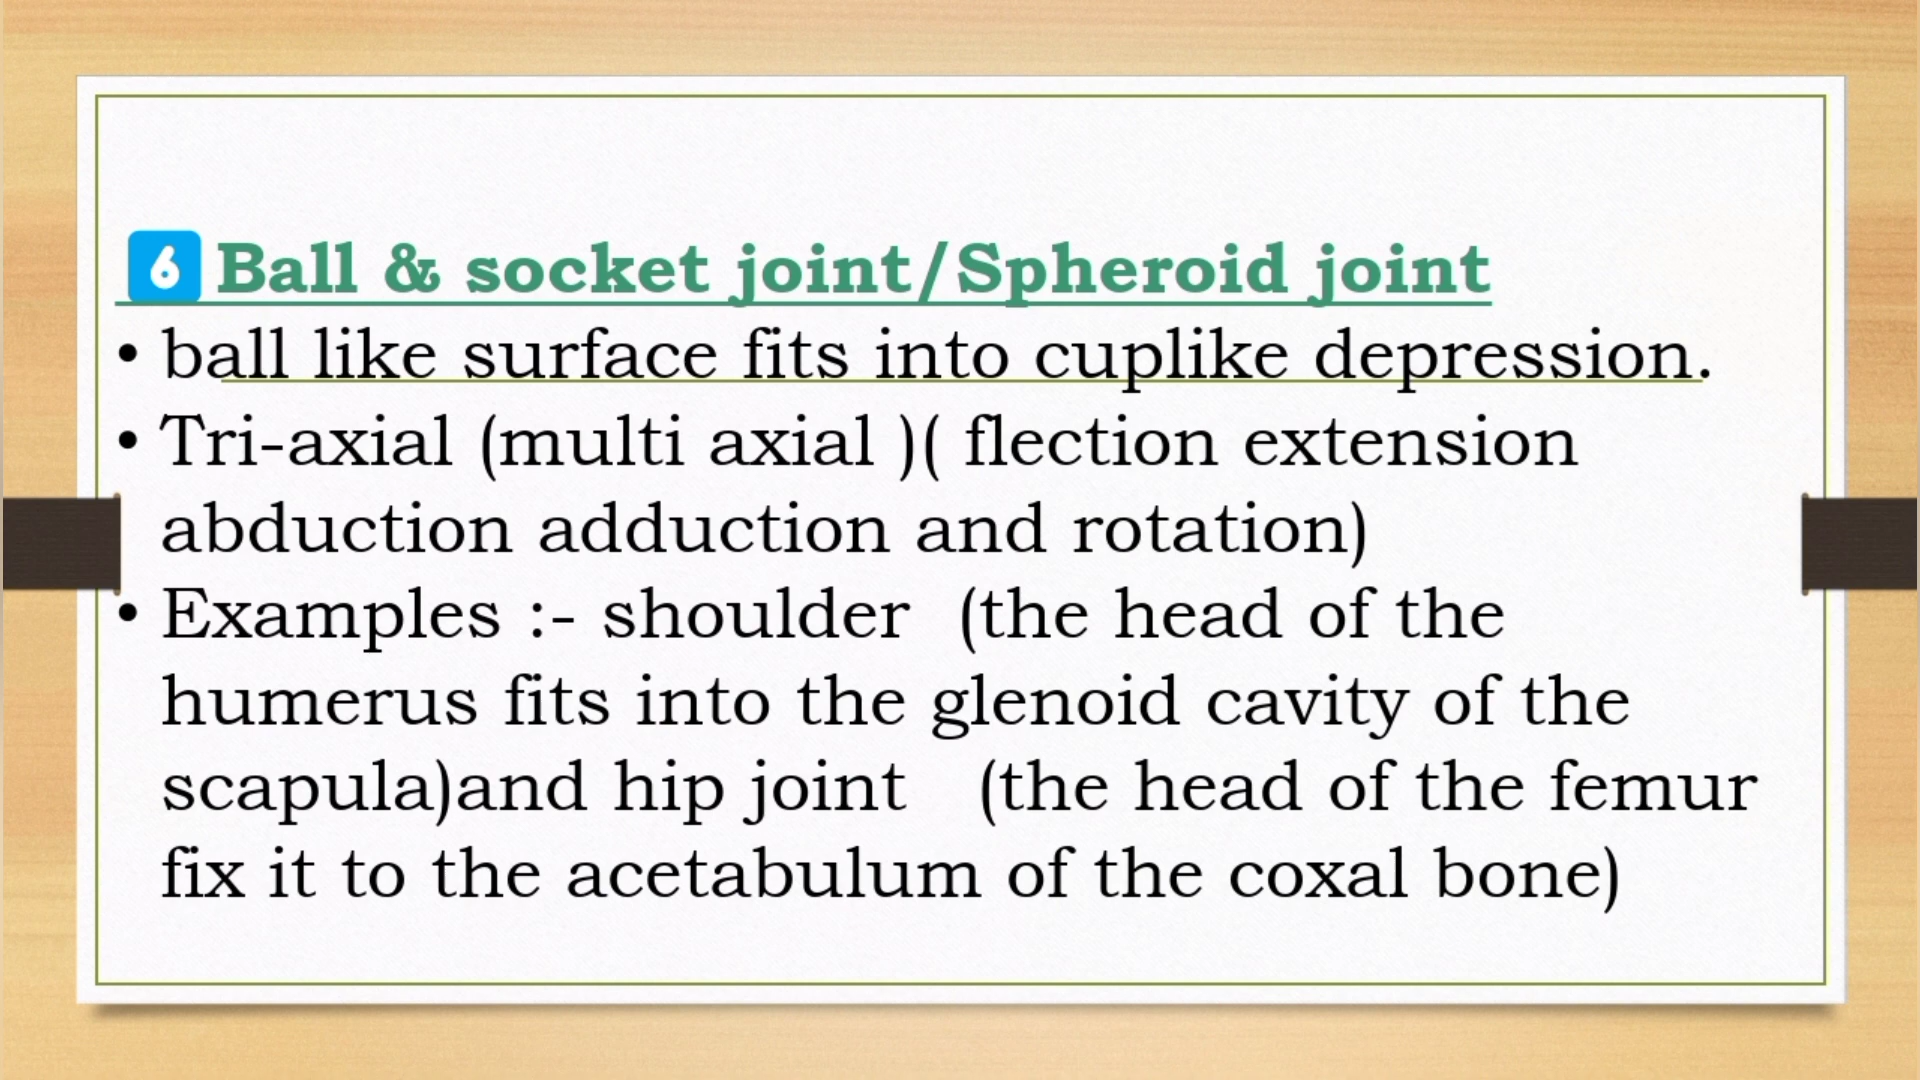 6 Ball & socket joint/Spheroid joint
• ball like surface fits into cuplike depression.
• Tri-axial (multi axial )( flection extension
abduction adduction and rotation)
• Examples :- shoulder  (the head of the
humerus fits into the glenoid cavity of the
scapula)and hip joint   (the head of the femur
fix it to the acetabulum of the coxal bone)